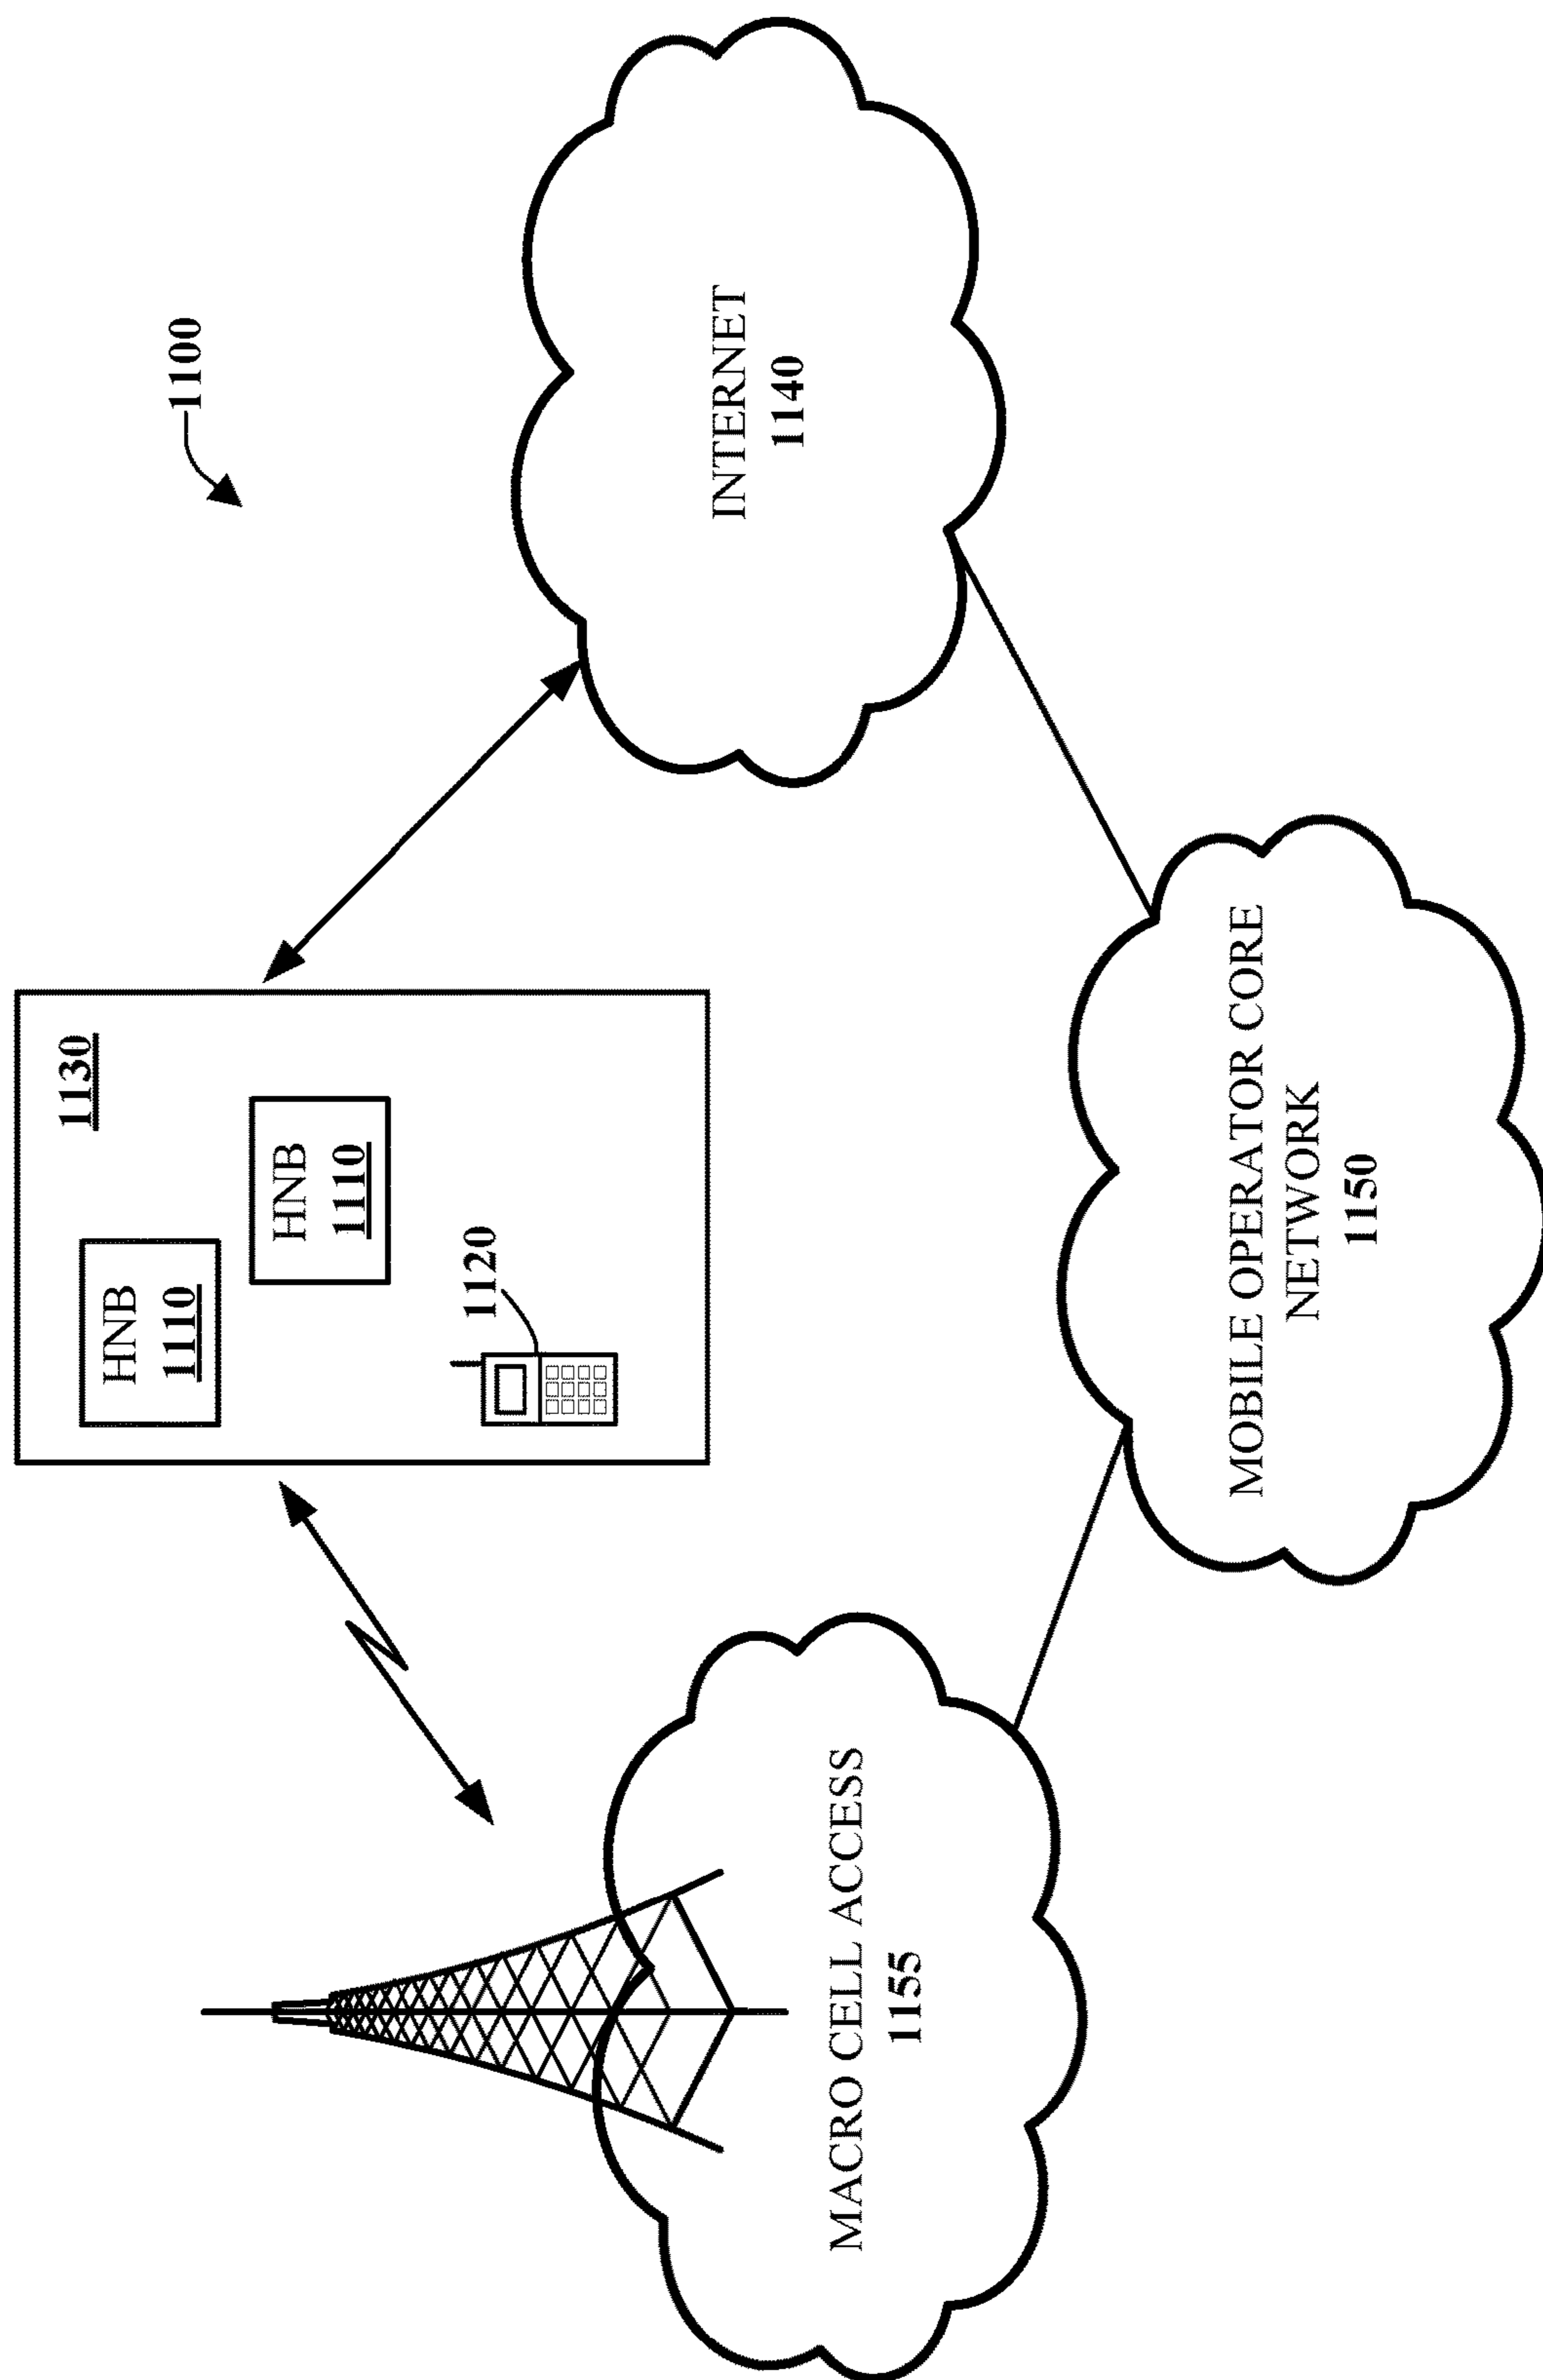 1100
1130
HNB
1110
HNB
1110
1120
INTERNET
1140
MACRO CELL ACCESS
1155
MOBILE OPERATOR CORE
NETWORK
1150